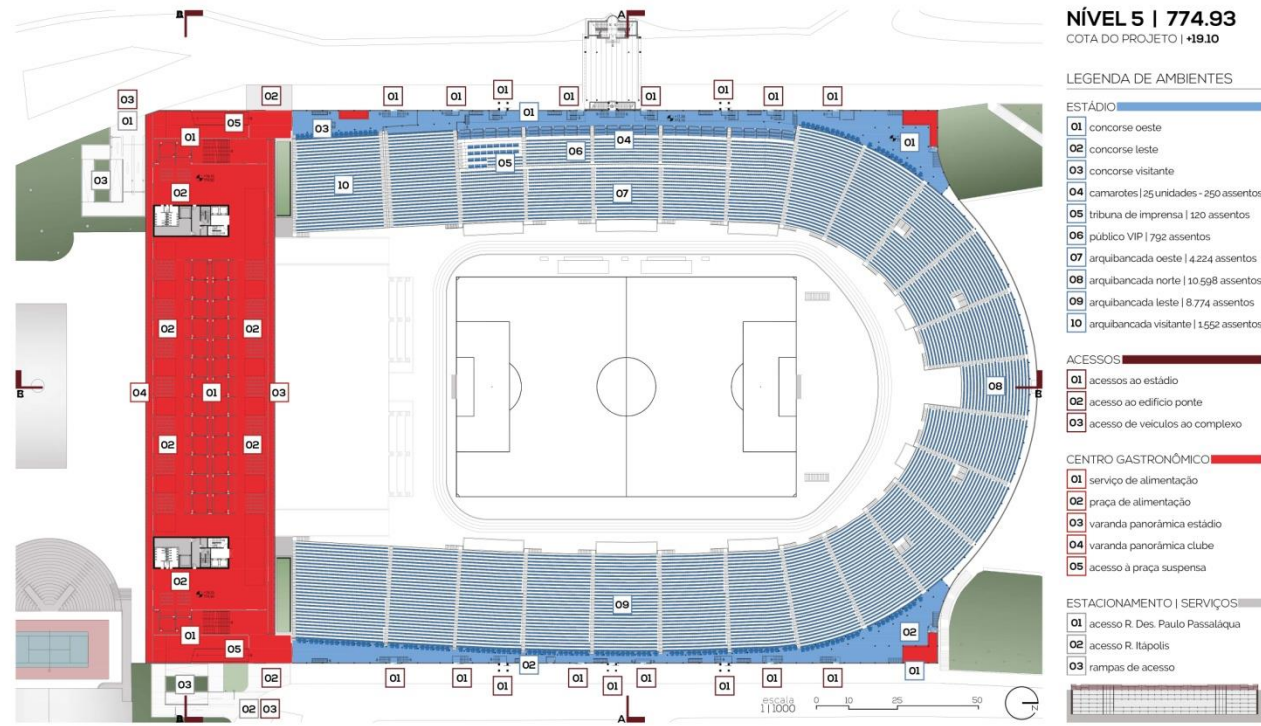 NÍVEL 5 | 774.93
COTA DO PROJETO | +19.10
LEGENDA DE AMBIENTES
ESTÁDIO
01 concorse oeste
02 concorse leste
03 concorse visitante
04 camarotes | 25 unidades - 250 assentos
05 tribuna de imprensa | 120 assentos
06 público VIP | 792 assentos
07 arquibancada oeste | 4.224 assentos
08 arquibancada norte | 10.598 assentos
09 arquibancada leste | 8.774 assentos
10 arquibancada visitante | 1.552 assentos
ACESSOS
01 acessos ao estádio
02 acesso ao edifício ponte
03 acesso de veículos ao complexo
CENTRO GASTRONÔMICO
01 serviço de alimentação
02 praça de alimentação
03 varanda panorâmica estádio
04 varanda panorâmica clube
05 acesso à praça suspensa
ESTACIONAMENTO | SERVIÇOS
01 acesso R. Des. Paulo Passaláqua
02 acesso R. Itápolis
03 rampas de acesso
A
03
02
01 01 01 01 01 01 01 01
01
05
01
03
01
04
01
05
06
03
02
10
07
02 02
04 01 03
08
B
02 02
02
09
01
05
02
02
01
03
02
01 01 01 01 01 01 01 01 01
02 03
A
escala
1|1000
0 10 25 50
N